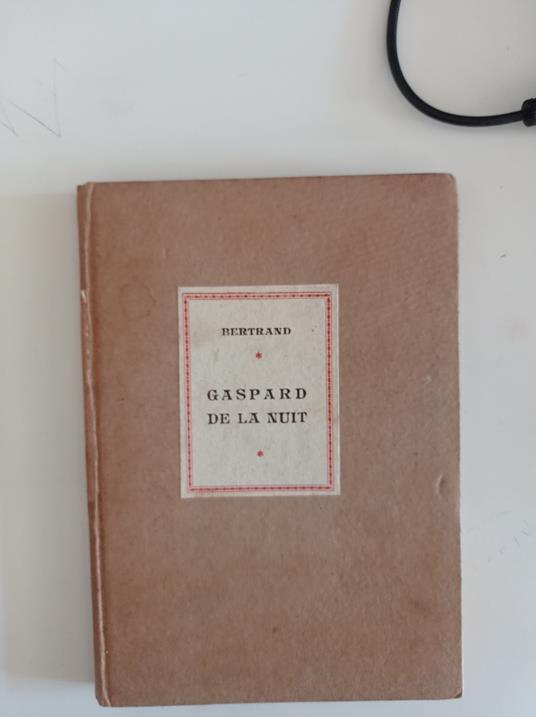 BERTRAND
*
GASPARD
DE LA NUIT
*